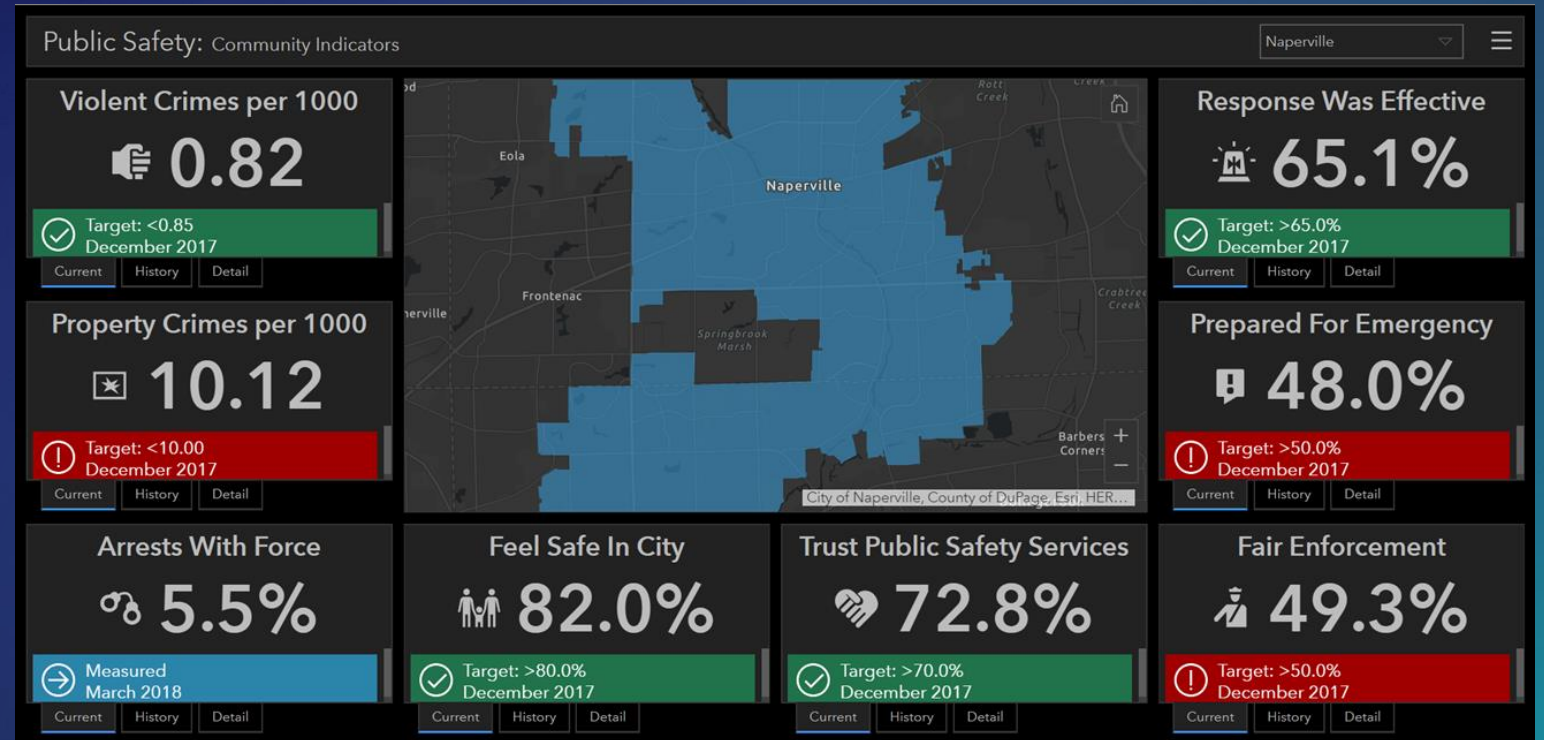 Public Safety: Community Indicators
Naperville
Violent Crimes per 1000
0.82
Target: <0.85
December 2017
Current History Detail
Property Crimes per 1000
10.12
Target: <10.00
December 2017
Current History Detail
Rott
Creek
Creek
Eola
Naperville
Frontenac
nerville
Springbrook
Marsh
Crabtree
Creek
Barbers
Corners
City of Naperville, County of DuPage, Esri, HER...
Response Was Effective
65.1%
Target: >65.0%
December 2017
Current History Detail
Prepared For Emergency
48.0%
Target: >50.0%
December 2017
Current History Detail
Arrests With Force
5.5%
Measured
March 2018
Current History Detail
Feel Safe In City
82.0%
Target: >80.0%
December 2017
Current History Detail
Trust Public Safety Services
72.8%
Target: >70.0%
December 2017
Current History Detail
Fair Enforcement
49.3%
Target: >50.0%
December 2017
Current History Detail